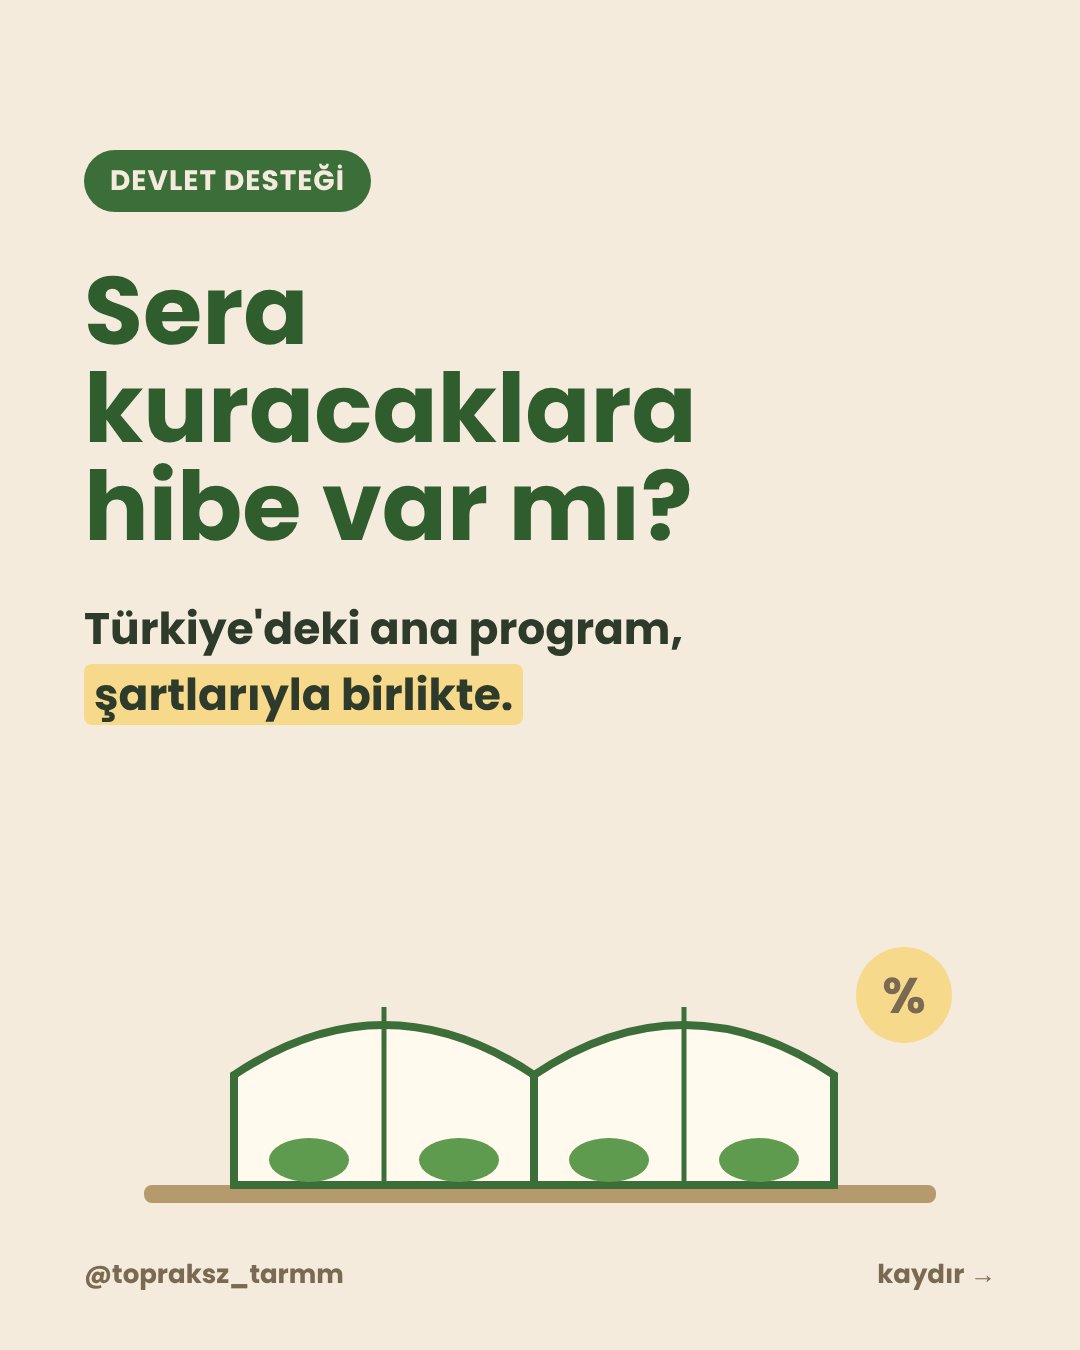 DEVLET DESTEĞİ
Sera
kuracaklara
hibe var mı?
Türkiye'deki ana program,
şartlarıyla birlikte.
%
@topraksz_tarmm
kaydır →